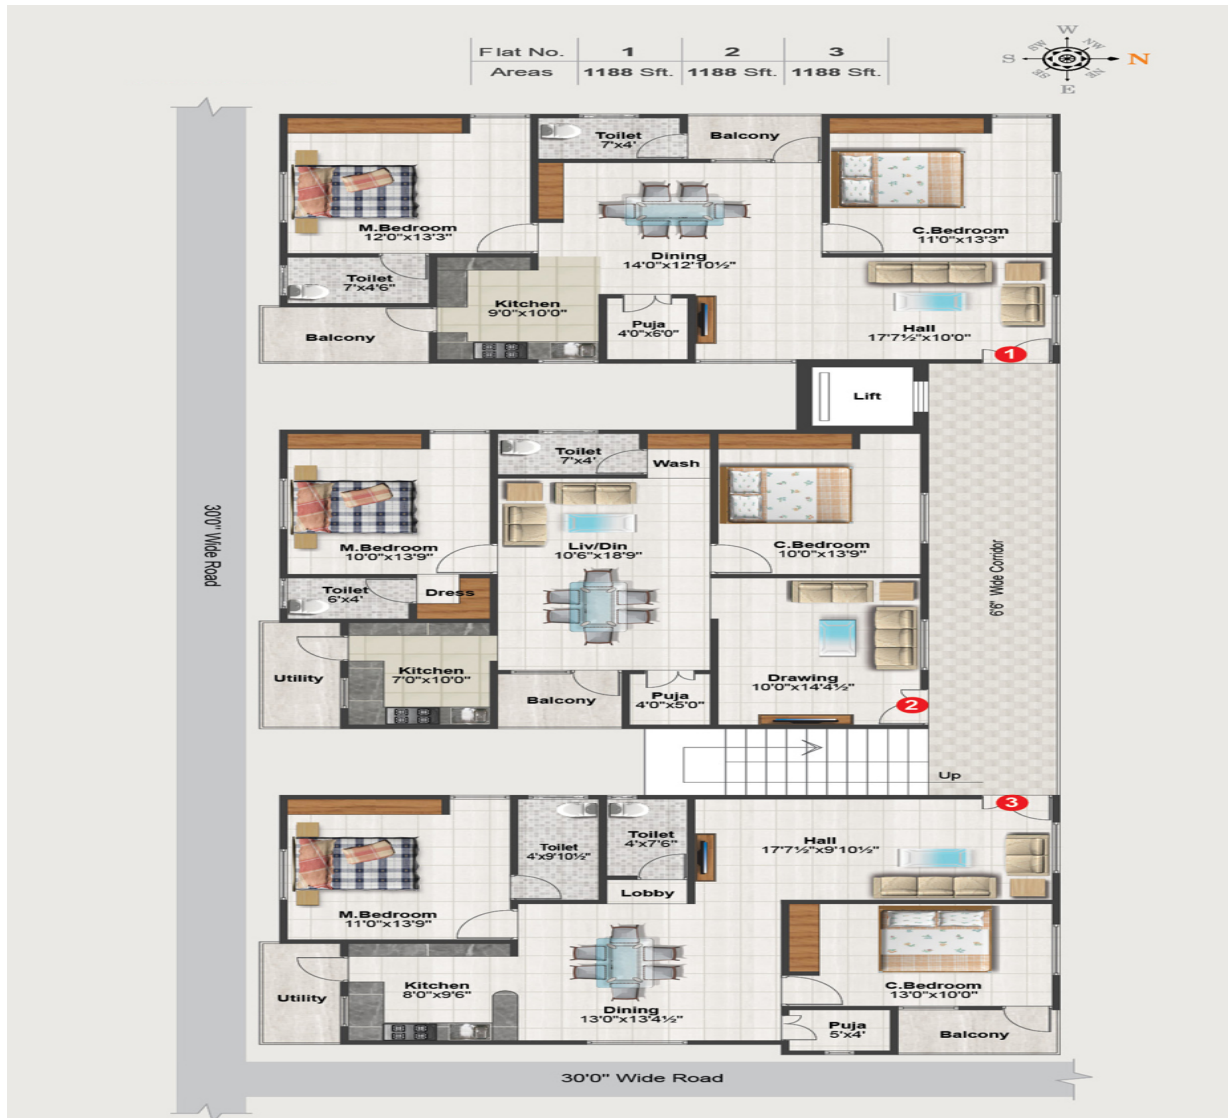 Flat No. 1 2 3
Areas 1188 Sft. 1188 Sft. 1188 Sft.
W
SW NW
S N
SE NE
E
Toilet
7'x4'
Balcony
M.Bedroom
12'0"x13'3"
C.Bedroom
11'0"x13'3"
Dining
14'0"x12'10½"
Toilet
7'x4'6"
Kitchen
9'0"x10'0"
Puja
4'0"x6'0"
Hall
17'7½"x10'0"
Balcony
1
Lift
Toilet
7'x4'
Wash
M.Bedroom
10'0"x13'9"
Liv/Din
10'6"x18'9"
C.Bedroom
10'0"x13'9"
30'0" Wide Road
6'6" Wide Corridor
Toilet
6'x4'
Dress
Utility
Kitchen
7'0"x10'0"
Drawing
10'0"x14'4½"
Balcony
Puja
4'0"x5'0"
2
Up
3
Toilet
4'x9'10½"
Toilet
4'x7'6"
Hall
17'7½"x9'10½"
Lobby
M.Bedroom
11'0"x13'9"
Utility
Kitchen
8'0"x9'6"
C.Bedroom
13'0"x10'0"
Dining
13'0"x13'4½"
Puja
5'x4'
Balcony
30'0" Wide Road